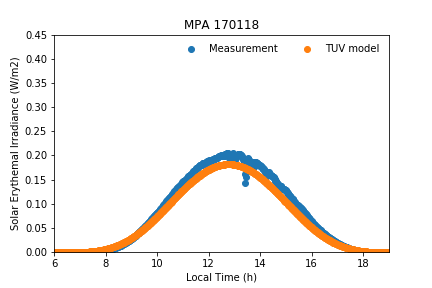 MPA 170118
Measurement
TUV model
Solar Erythemal Irradiance (W/m2)
0.45
0.40
0.35
0.30
0.25
0.20
0.15
0.10
0.05
0.00
6 8 10 12 14 16 18
Local Time (h)